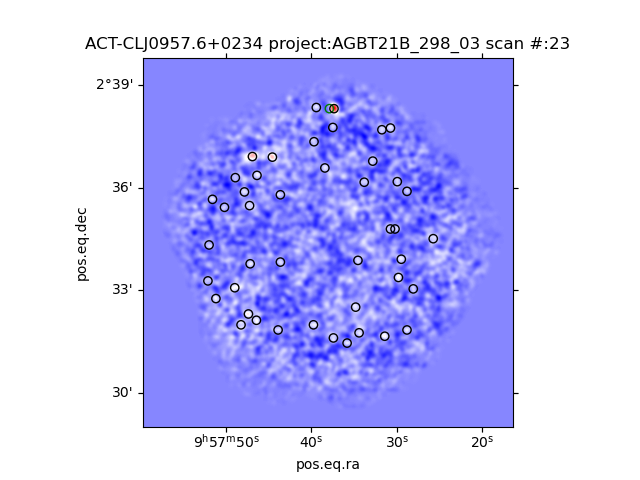 ACT-CLJ0957.6+0234 project:AGBT21B_298_03 scan #:23
2°39'
36'
33'
30'
pos.eq.dec
9ʰ57ᵐ50ˢ 40ˢ 30ˢ 20ˢ
pos.eq.ra